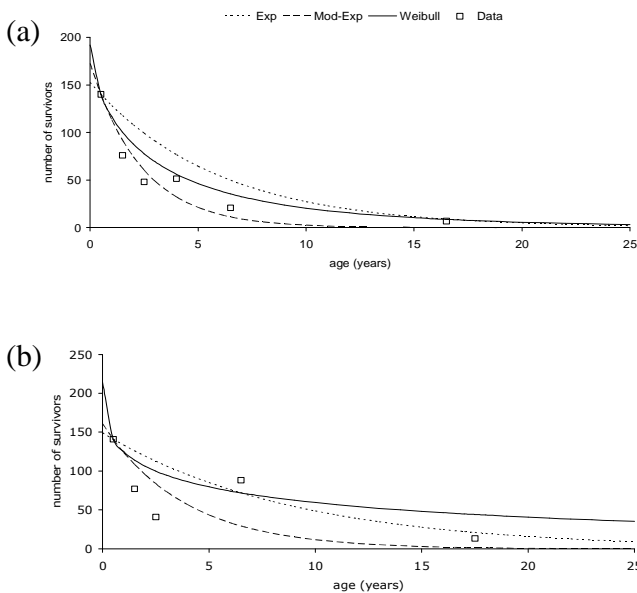 Exp Mod-Exp Weibull Data
(a)
200
150
100
50
0
number of survivors
0 5 10 15 20 25
age (years)
(b)
250
200
150
100
50
0
number of survivors
0 5 10 15 20 25
age (years)